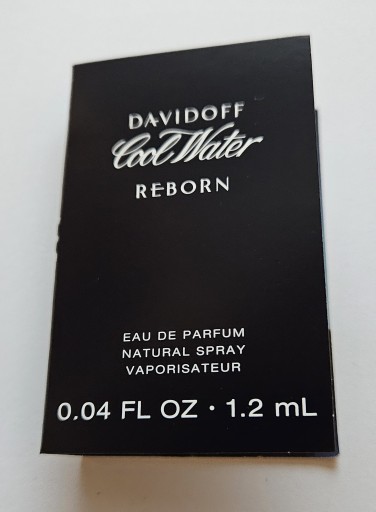 DAVIDOFF
Cool Water
REBORN
EAU DE PARFUM
NATURAL SPRAY
VAPORISATEUR
0.04 FL OZ · 1.2 mL